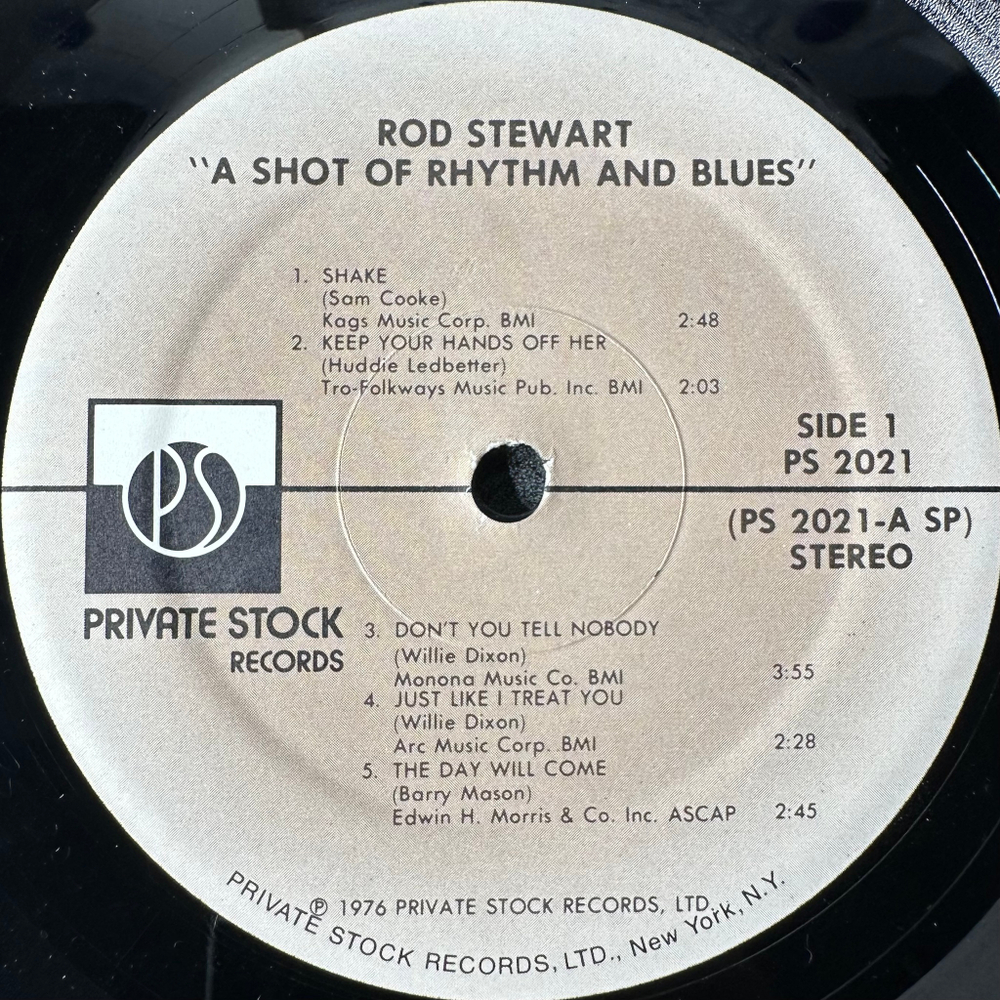 ROD STEWART
"A SHOT OF RHYTHM AND BLUES"
1. SHAKE
(Sam Cooke)
Kags Music Corp. BMI 2:48
2. KEEP YOUR HANDS OFF HER
(Huddie Ledbetter)
Tro-Folkways Music Pub. Inc. BMI 2:03
SIDE 1
PS 2021
(PS 2021-A SP)
STEREO
PS
PRIVATE STOCK
RECORDS
3. DON'T YOU TELL NOBODY
(Willie Dixon)
Monona Music Co. BMI 3:55
4. JUST LIKE I TREAT YOU
(Willie Dixon)
Arc Music Corp. BMI 2:28
5. THE DAY WILL COME
(Barry Mason)
Edwin H. Morris & Co. Inc. ASCAP 2:45
℗ 1976 PRIVATE STOCK RECORDS, LTD.
PRIVATE STOCK RECORDS, LTD., New York, N.Y.